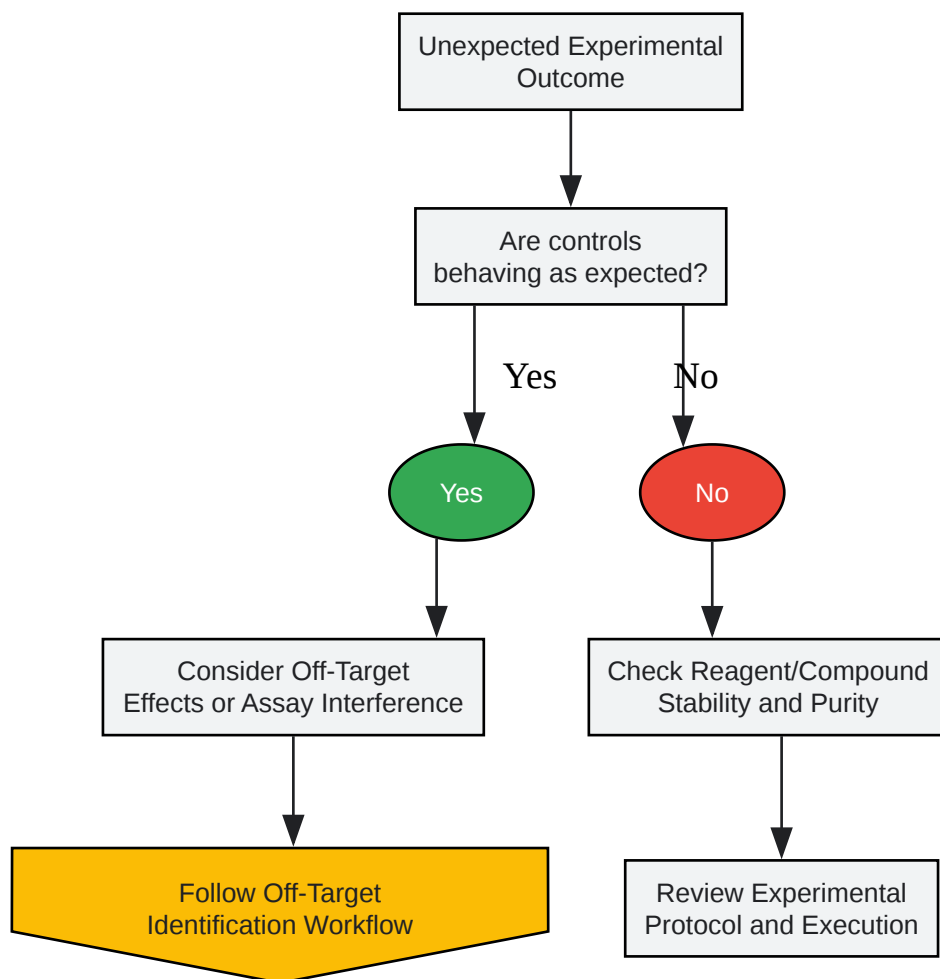 Unexpected Experimental
Outcome
Are controls
behaving as expected?
Yes
No
Yes
No
Consider Off-Target
Effects or Assay Interference
Check Reagent/Compound
Stability and Purity
Follow Off-Target
Identification Workflow
Review Experimental
Protocol and Execution